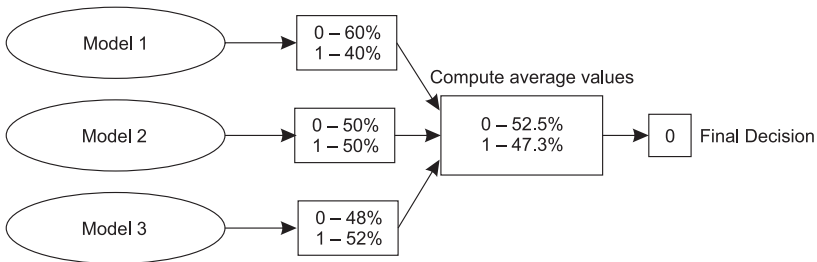 Model 1
0 – 60%
1 – 40%
Compute average values
Model 2
0 – 50%
1 – 50%
0 – 52.5%
1 – 47.3%
0
Final Decision
Model 3
0 – 48%
1 – 52%